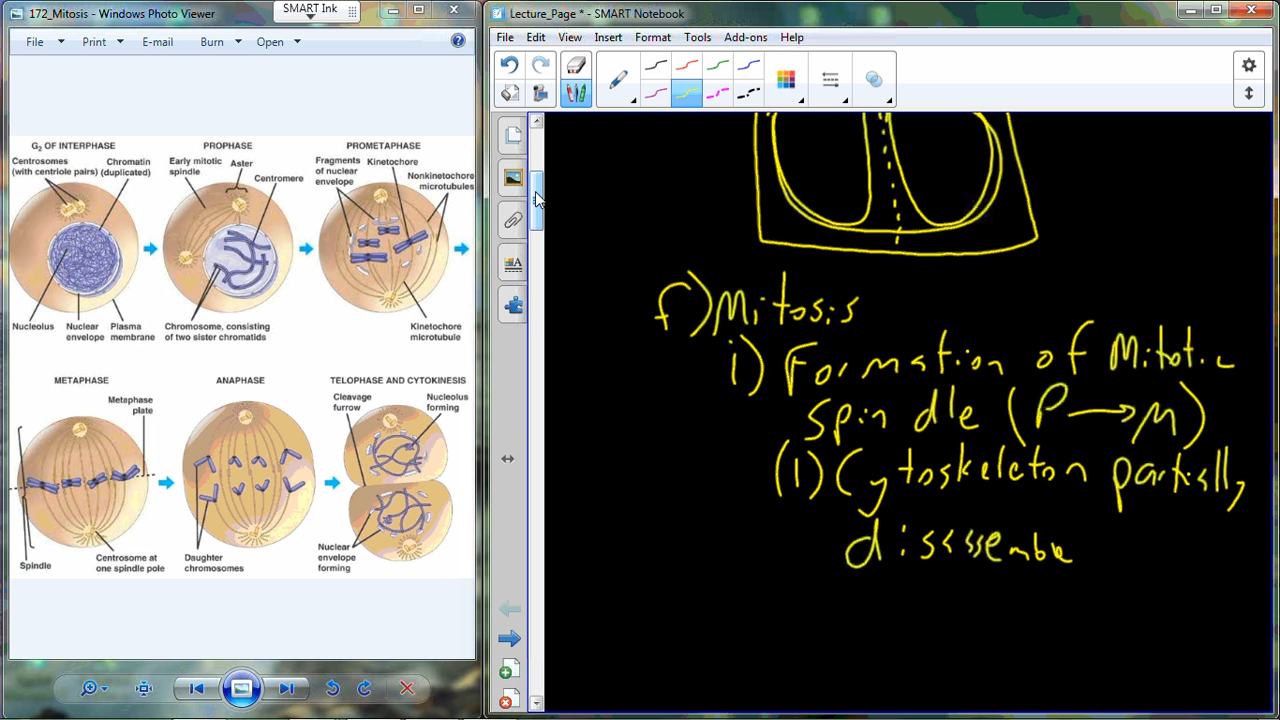 172_Mitosis - Windows Photo Viewer
SMART Ink
File Print E-mail Burn Open
G2 OF INTERPHASE
Centrosomes
(with centriole pairs)
Chromatin
(duplicated)
Nucleolus
Nuclear
envelope
Plasma
membrane
PROPHASE
Early mitotic
spindle
Aster
Centromere
Chromosome, consisting
of two sister chromatids
PROMETAPHASE
Fragments
of nuclear
envelope
Kinetochore
Nonkinetochore
microtubules
Kinetochore
microtubule
METAPHASE
Metaphase
plate
Spindle
Centrosome at
one spindle pole
ANAPHASE
Daughter
chromosomes
TELOPHASE AND CYTOKINESIS
Cleavage
furrow
Nucleolus
forming
Nuclear
envelope
forming
Lecture_Page * - SMART Notebook
File Edit View Insert Format Tools Add-ons Help
f) Mitosis
i) Formation of Mitotic
spindle (P → M)
(1) Cytoskeleton partially
disssemble